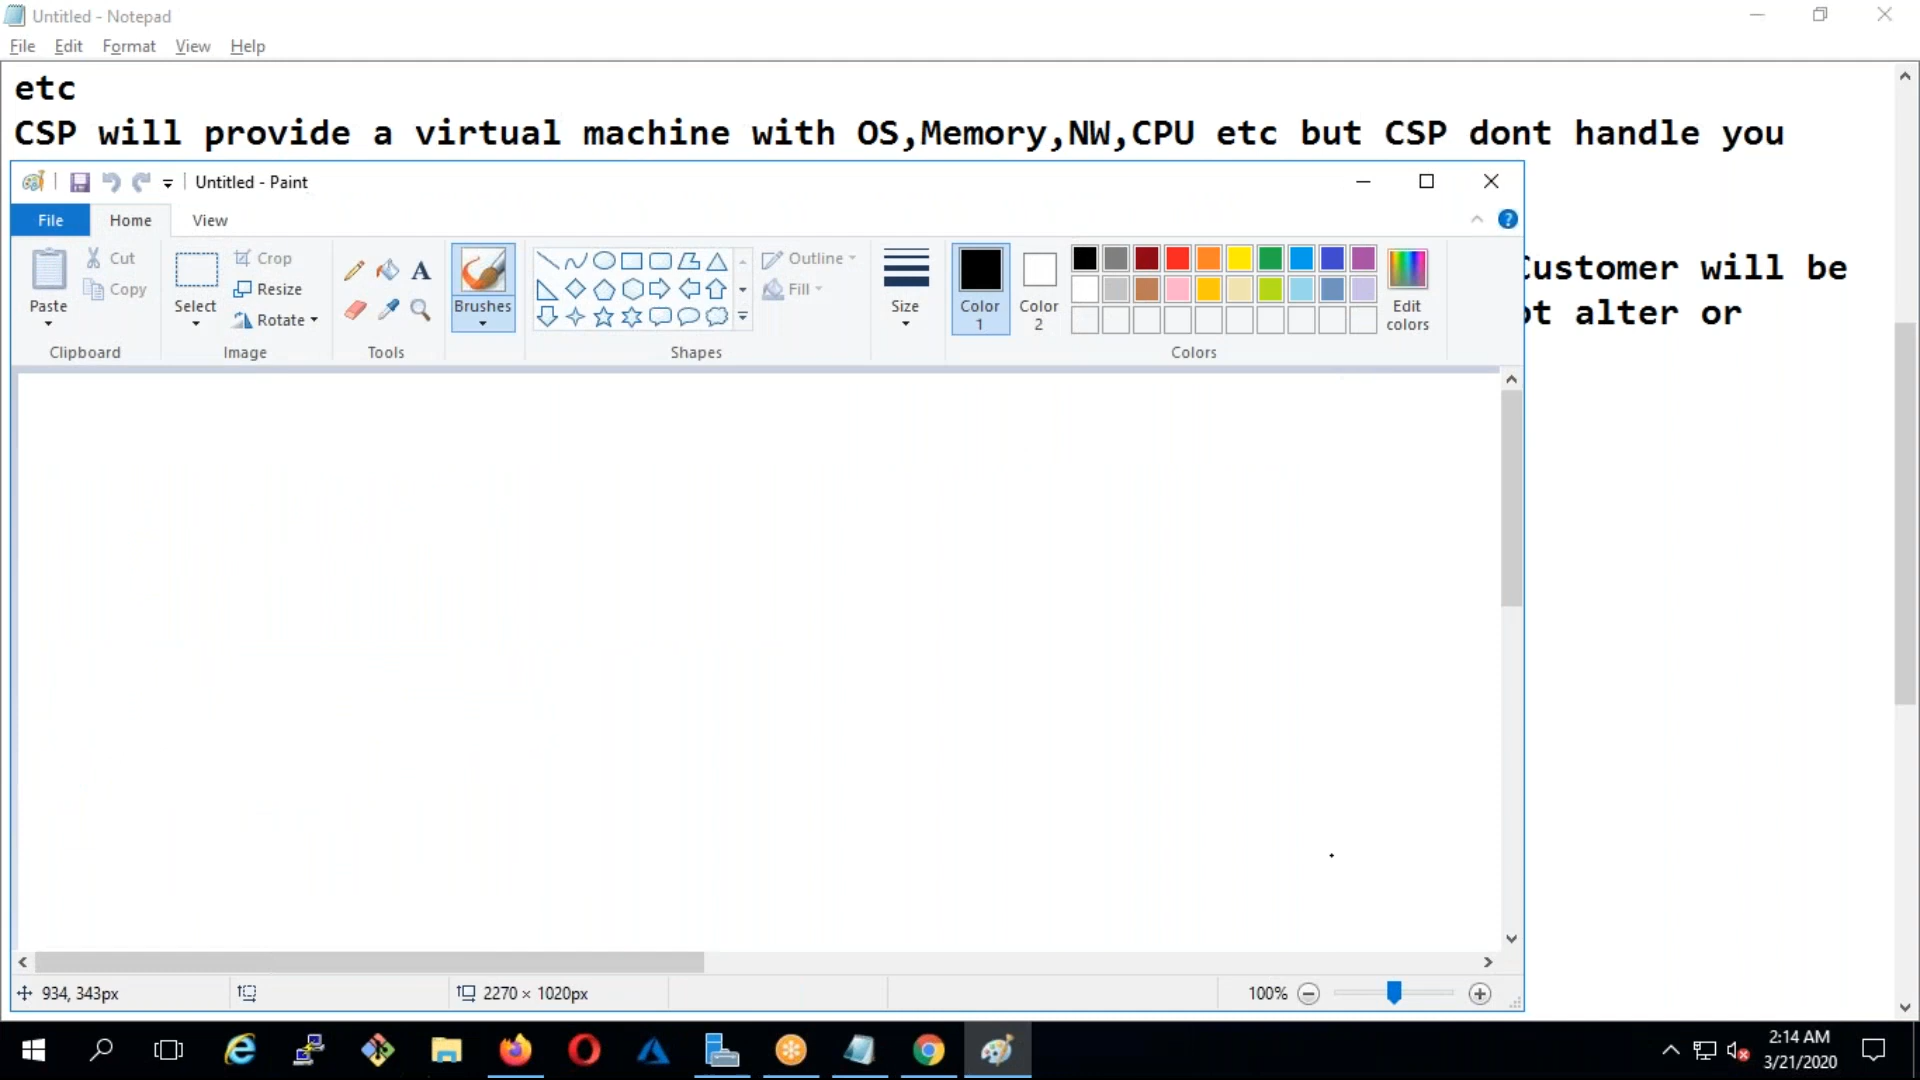 Untitled - Notepad
File Edit Format View Help
etc
CSP will provide a virtual machine with OS,Memory,NW,CPU etc but CSP dont handle you
Untitled - Paint
File Home View
Paste
Cut
Copy
Clipboard
Select
Crop
Resize
Rotate
Image
A
Tools
Brushes
Shapes
Outline
Fill
Size
Color 1
Color 2
Colors
Edit colors
Customer will be
alter or
934, 343px
2270 × 1020px
100%
2:14 AM
3/21/2020